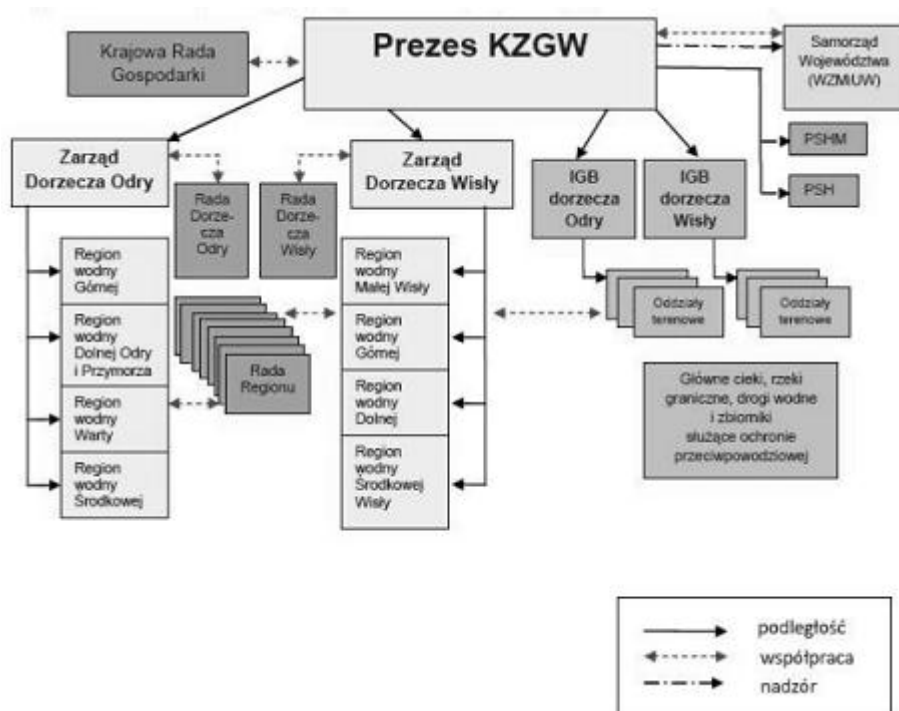 Prezes KZGW
Krajowa Rada
Gospodarki
Samorząd
Województwa
(WZMiUW)
PSHM
PSH
Zarząd
Dorzecza Odry
Rada
Dorze-
cza
Odry
Rada
Dorze-
cza
Wisły
Zarząd
Dorzecza Wisły
IGB
dorzecza
Odry
IGB
dorzecza
Wisły
Region
wodny
Górnej
Region
wodny
Dolnej Odry
i Przymorza
Region
wodny
Warty
Region
wodny
Środkowej
Rada
Regionu
Region
wodny
Małej Wisły
Region
wodny
Górnej
Region
wodny
Dolnej
Region
wodny
Środkowej
Wisły
Oddziały
terenowe
Oddziały
terenowe
Główne cieki, rzeki
graniczne, drogi wodne
i zbiorniki
służące ochronie
przeciwpowodziowej
podległość
współpraca
nadzór